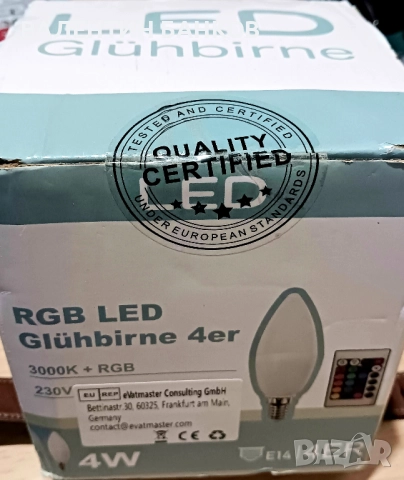 LED
Glühbirne
TESTED AND CERTIFIED
QUALITY
CERTIFIED
LED
UNDER EUROPEAN STANDARDS
RGB LED
Glühbirne 4er
3000K + RGB
230V
EU REP
eVatmaster Consulting GmbH
Bettinastr.30, 60325, Frankfurt am Main,
Germany
contact@evatmaster.com
4W
E14
BAZAR